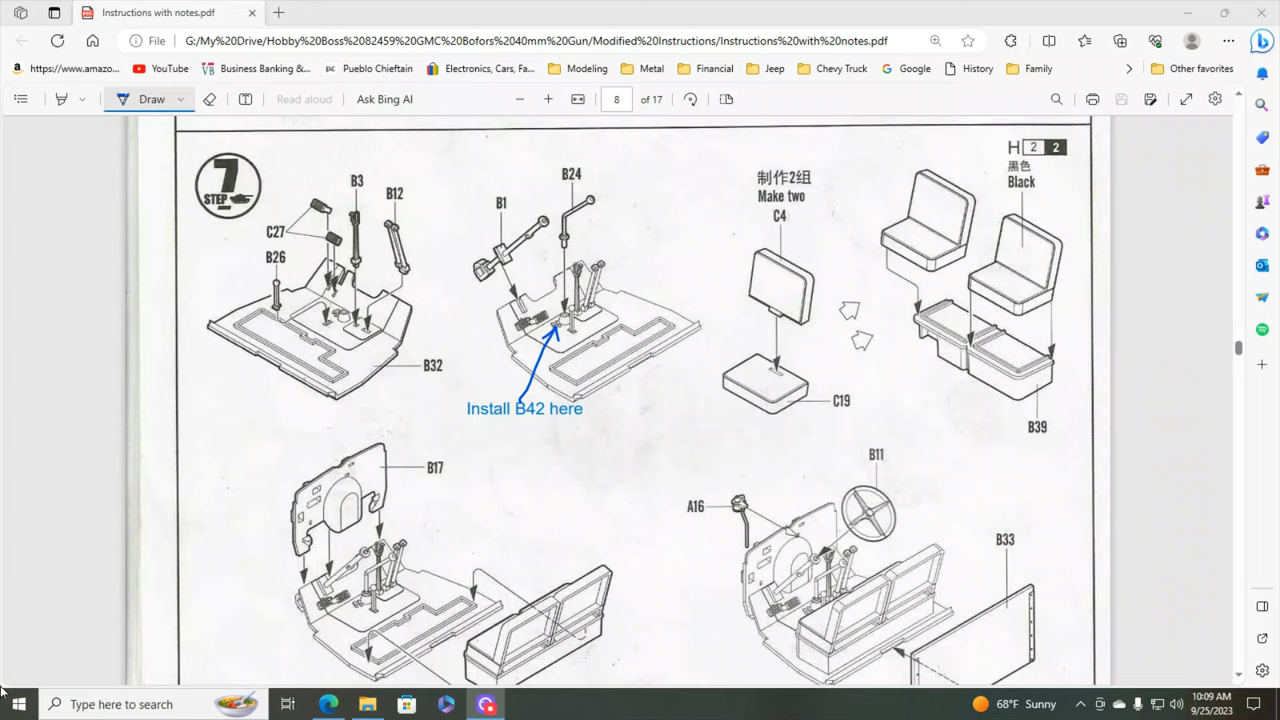 Instructions with notes.pdf
File
G:/My%20Drive/Hobby%20Boss%2082459%20GMC%20Bofors%2040mm%20Gun/Modified%20Instructions/Instructions%20with%20notes.pdf
https://www.amazo... YouTube Business Banking &... Pueblo Chieftain Electronics, Cars, Fa... Modeling Metal Financial Jeep Chevy Truck Google History Family Other favorites
Draw Read aloud Ask Bing AI 8 of 17
7
STEP
C27
B26
B3
B12
B32
B1
B24
Install B42 here
制作2组
Make two
C4
C19
H 2 2
黑色
Black
B39
B17
A16
B11
B33
Type here to search
68°F Sunny
10:09 AM
9/25/2023